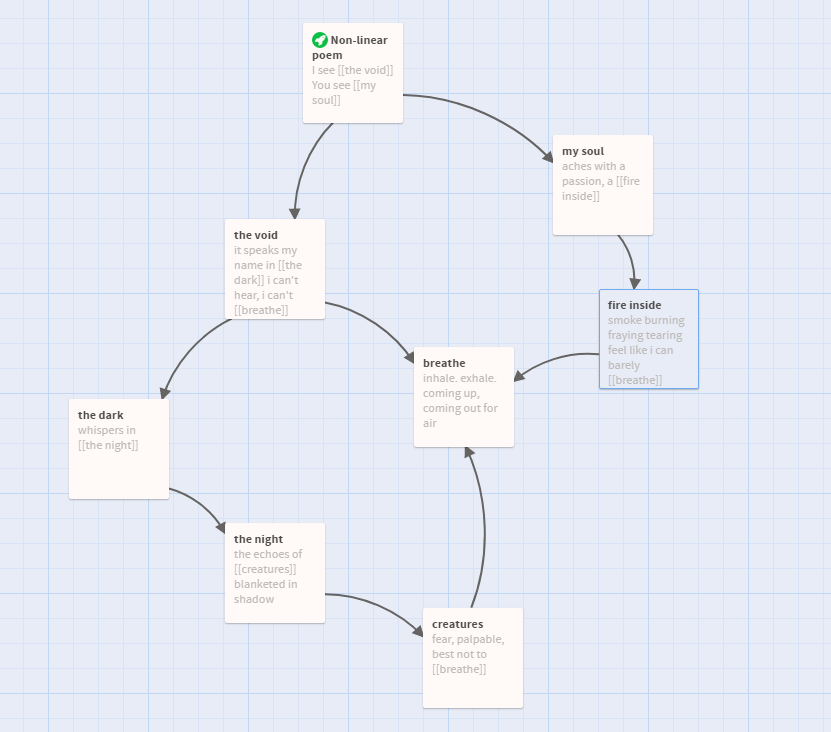 Non-linear
poem
I see [[the void]]
You see [[my
soul]]
my soul
aches with a
passion, a [[fire
inside]]
the void
it speaks my
name in [[the
dark]] i can't
hear, i can't
[[breathe]]
fire inside
smoke burning
fraying tearing
feel like i can
barely
[[breathe]]
breathe
inhale. exhale.
coming up,
coming out for
air
the dark
whispers in
[[the night]]
the night
the echoes of
[[creatures]]
blanketed in
shadow
creatures
fear, palpable,
best not to
[[breathe]]